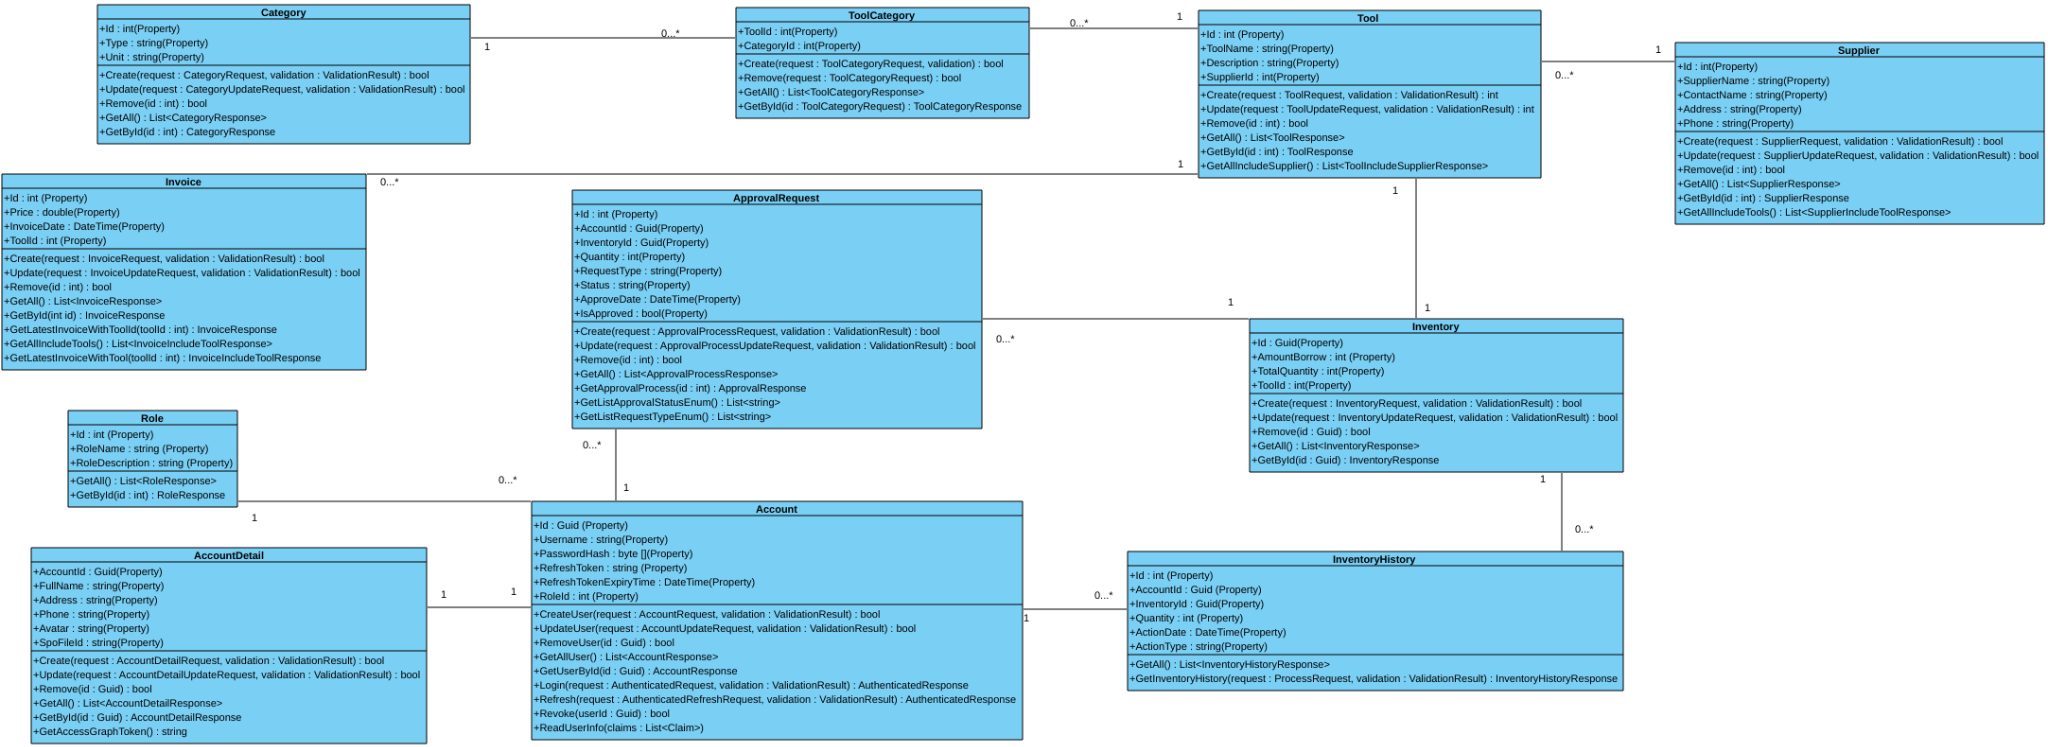 Category
+Id : int(Property)
+Type : string(Property)
+Unit : string(Property)
+Create(request : CategoryRequest, validation : ValidationResult) : bool
+Update(request : CategoryUpdateRequest, validation : ValidationResult) : bool
+Remove(id : int) : bool
+GetAll() : List<CategoryResponse>
+GetById(id : int) : CategoryResponse
1
0...*
ToolCategory
+ToolId : int(Property)
+CategoryId : int(Property)
+Create(request : ToolCategoryRequest, validation) : bool
+Remove(request : ToolCategoryRequest) : bool
+GetAll() : List<ToolCategoryResponse>
+GetById(id : ToolCategoryRequest) : ToolCategoryResponse
0...*
1
Tool
+Id : int (Property)
+ToolName : string(Property)
+Description : string(Property)
+SupplierId : int(Property)
+Create(request : ToolRequest, validation : ValidationResult) : int
+Update(request : ToolUpdateRequest, validation : ValidationResult) : int
+Remove(id : int) : bool
+GetAll() : List<ToolResponse>
+GetById(id : int) : ToolResponse
+GetAllIncludeSupplier() : List<ToolIncludeSupplierResponse>
1
0...*
Supplier
+Id : int(Property)
+SupplierName : string(Property)
+ContactName : string(Property)
+Address : string(Property)
+Phone : string(Property)
+Create(request : SupplierRequest, validation : ValidationResult) : bool
+Update(request : SupplierUpdateRequest, validation : ValidationResult) : bool
+Remove(id : int) : bool
+GetAll() : List<SupplierResponse>
+GetById(id : int) : SupplierResponse
+GetAllIncludeTools() : List<SupplierIncludeToolResponse>
Invoice
+Id : int (Property)
+Price : double(Property)
+InvoiceDate : DateTime(Property)
+ToolId : int (Property)
+Create(request : InvoiceRequest, validation : ValidationResult) : bool
+Update(request : InvoiceUpdateRequest, validation : ValidationResult) : bool
+Remove(id : int) : bool
+GetAll() : List<InvoiceResponse>
+GetById(int id) : InvoiceResponse
+GetLatestInvoiceWithToolId(toolId : int) : InvoiceResponse
+GetAllIncludeTools() : List<InvoiceIncludeToolResponse>
+GetLatestInvoiceWithTool(toolId : int) : InvoiceIncludeToolResponse
0...*
1
ApprovalRequest
+Id : int (Property)
+AccountId : Guid(Property)
+InventoryId : Guid(Property)
+Quantity : int(Property)
+RequestType : string(Property)
+Status : string(Property)
+ApproveDate : DateTime(Property)
+IsApproved : bool(Property)
+Create(request : ApprovalProcessRequest, validation : ValidationResult) : bool
+Update(request : ApprovalProcessUpdateRequest, validation : ValidationResult) : bool
+Remove(id : int) : bool
+GetAll() : List<ApprovalProcessResponse>
+GetApprovalProcess(id : int) : ApprovalResponse
+GetListApprovalStatusEnum() : List<string>
+GetListRequestTypeEnum() : List<string>
1
1
1
0...*
Inventory
+Id : Guid(Property)
+AmountBorrow : int (Property)
+TotalQuantity : int(Property)
+ToolId : int(Property)
+Create(request : InventoryRequest, validation : ValidationResult) : bool
+Update(request : InventoryUpdateRequest, validation : ValidationResult) : bool
+Remove(id : Guid) : bool
+GetAll() : List<InventoryResponse>
+GetById(id : Guid) : InventoryResponse
Role
+Id : int (Property)
+RoleName : string (Property)
+RoleDescription : string (Property)
+GetAll() : List<RoleResponse>
+GetById(id : int) : RoleResponse
1
0...*
0...*
1
1
0...*
AccountDetail
+AccountId : Guid(Property)
+FullName : string(Property)
+Address : string(Property)
+Phone : string(Property)
+Avatar : string(Property)
+SpoFileId : string(Property)
+Create(request : AccountDetailRequest, validation : ValidationResult) : bool
+Update(request : AccountDetailUpdateRequest, validation : ValidationResult) : bool
+Remove(id : Guid) : bool
+GetAll() : List<AccountDetailResponse>
+GetById(id : Guid) : AccountDetailResponse
+GetAccessGraphToken() : string
1
1
Account
+Id : Guid (Property)
+Username : string(Property)
+PasswordHash : byte [](Property)
+RefreshToken : string (Property)
+RefreshTokenExpiryTime : DateTime(Property)
+RoleId : int (Property)
+CreateUser(request : AccountRequest, validation : ValidationResult) : bool
+UpdateUser(request : AccountUpdateRequest, validation : ValidationResult) : bool
+RemoveUser(id : Guid) : bool
+GetAllUser() : List<AccountResponse>
+GetUserById(id : Guid) : AccountResponse
+Login(request : AuthenticatedRequest, validation : ValidationResult) : AuthenticatedResponse
+Refresh(request : AuthenticatedRefreshRequest, validation : ValidationResult) : AuthenticatedResponse
+Revoke(userId : Guid) : bool
+ReadUserInfo(claims : List<Claim>)
1
0...*
InventoryHistory
+Id : int (Property)
+AccountId : Guid (Property)
+InventoryId : Guid(Property)
+Quantity : int (Property)
+ActionDate : DateTime(Property)
+ActionType : string(Property)
+GetAll() : List<InventoryHistoryResponse>
+GetInventoryHistory(request : ProcessRequest, validation : ValidationResult) : InventoryHistoryResponse